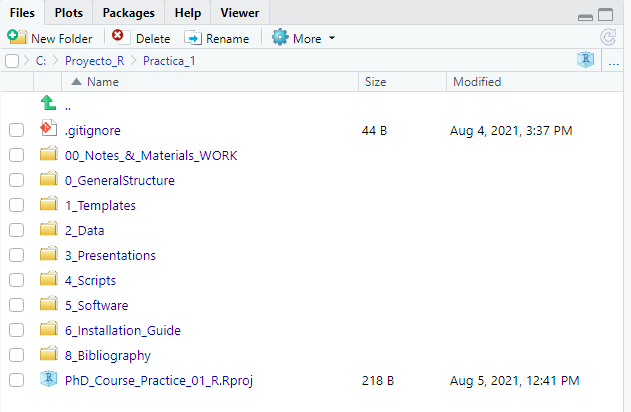 Files Plots Packages Help Viewer
New Folder Delete Rename More
C: Proyecto_R Practica_1 R ...
Name Size Modified
..
.gitignore 44 B Aug 4, 2021, 3:37 PM
00_Notes_&_Materials_WORK
0_GeneralStructure
1_Templates
2_Data
3_Presentations
4_Scripts
5_Software
6_Installation_Guide
8_Bibliography
R PhD_Course_Practice_01_R.Rproj 218 B Aug 5, 2021, 12:41 PM